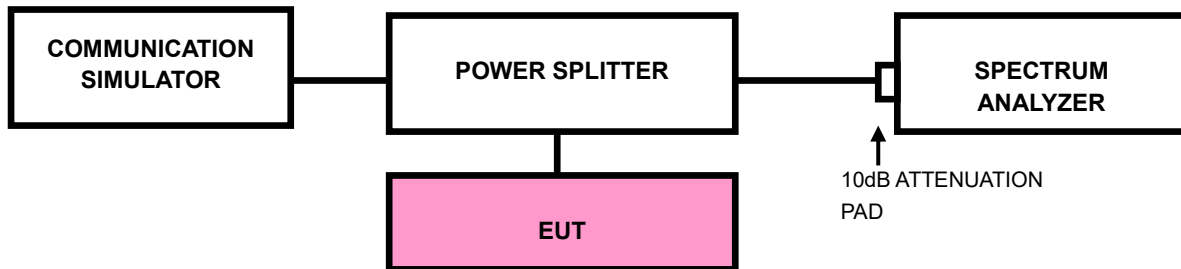 COMMUNICATION
SIMULATOR
POWER SPLITTER
SPECTRUM
ANALYZER
10dB ATTENUATION
PAD
EUT